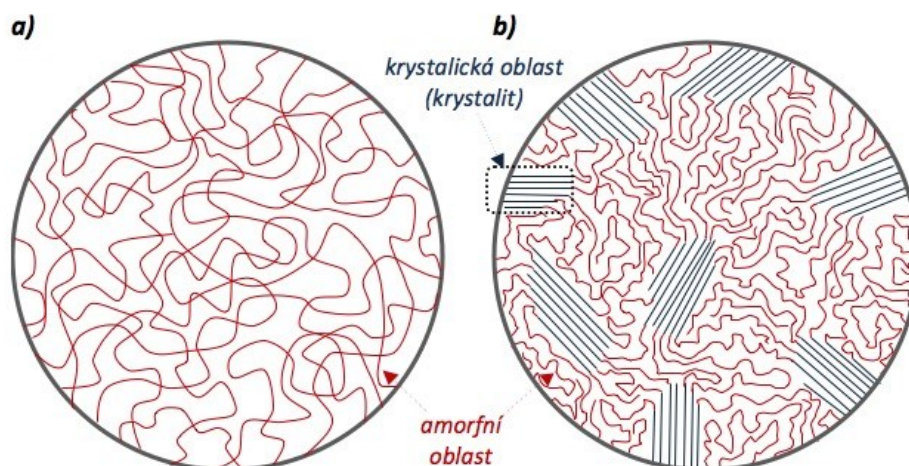 a)
b)
krystalická oblast
(krystalit)
amorfní
oblast